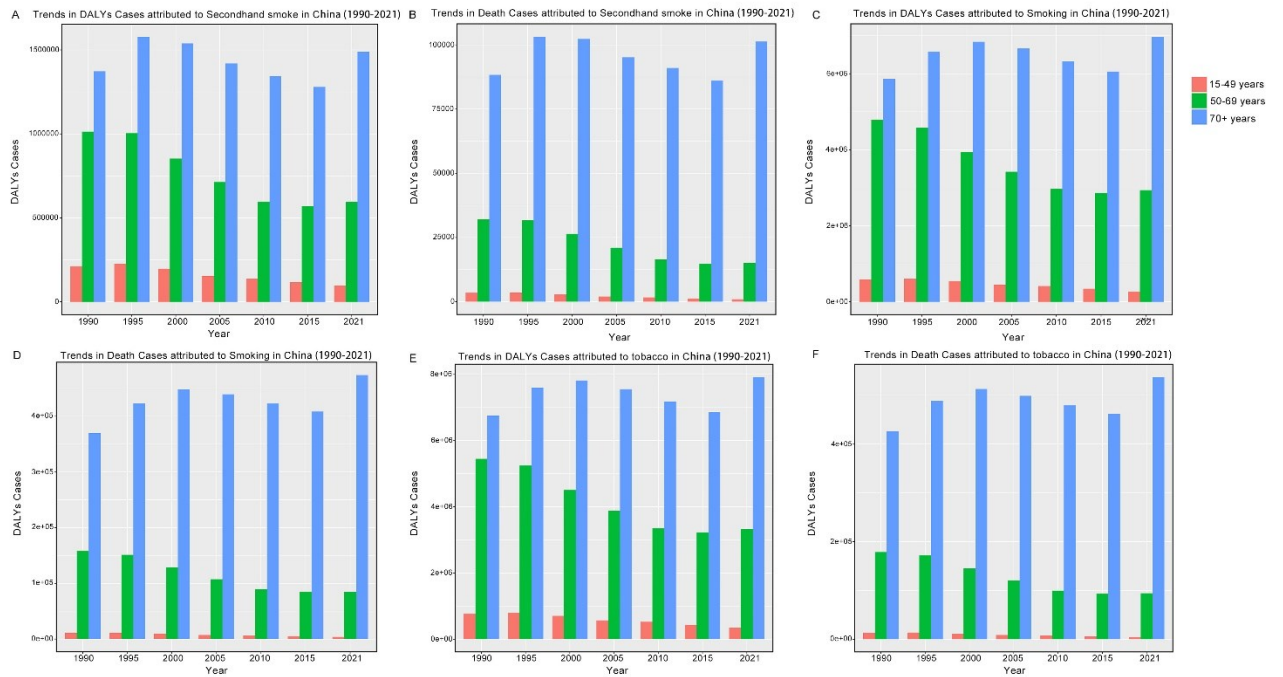 A
Trends in DALYs Cases attributed to Secondhand smoke in China (1990-2021)
DALYs Cases
1500000
1000000
500000
0
1990 1995 2000 2005 2010 2015 2021
Year
B
Trends in Death Cases attributed to Secondhand smoke in China (1990-2021)
DALYs Cases
100000
75000
50000
25000
0
1990 1995 2000 2005 2010 2015 2021
Year
C
Trends in DALYs Cases attributed to Smoking in China (1990-2021)
DALYs Cases
6e+06
4e+06
2e+06
0e+00
1990 1995 2000 2005 2010 2015 2021
Year
15-49 years
50-69 years
70+ years
D
Trends in Death Cases attributed to Smoking in China (1990-2021)
DALYs Cases
4e+05
3e+05
2e+05
1e+05
0e+00
1990 1995 2000 2005 2010 2015 2021
Year
E
Trends in DALYs Cases attributed to tobacco in China (1990-2021)
DALYs Cases
8e+06
6e+06
4e+06
2e+06
0e+00
1990 1995 2000 2005 2010 2015 2021
Year
F
Trends in Death Cases attributed to tobacco in China (1990-2021)
DALYs Cases
4e+05
2e+05
0e+00
1990 1995 2000 2005 2010 2015 2021
Year